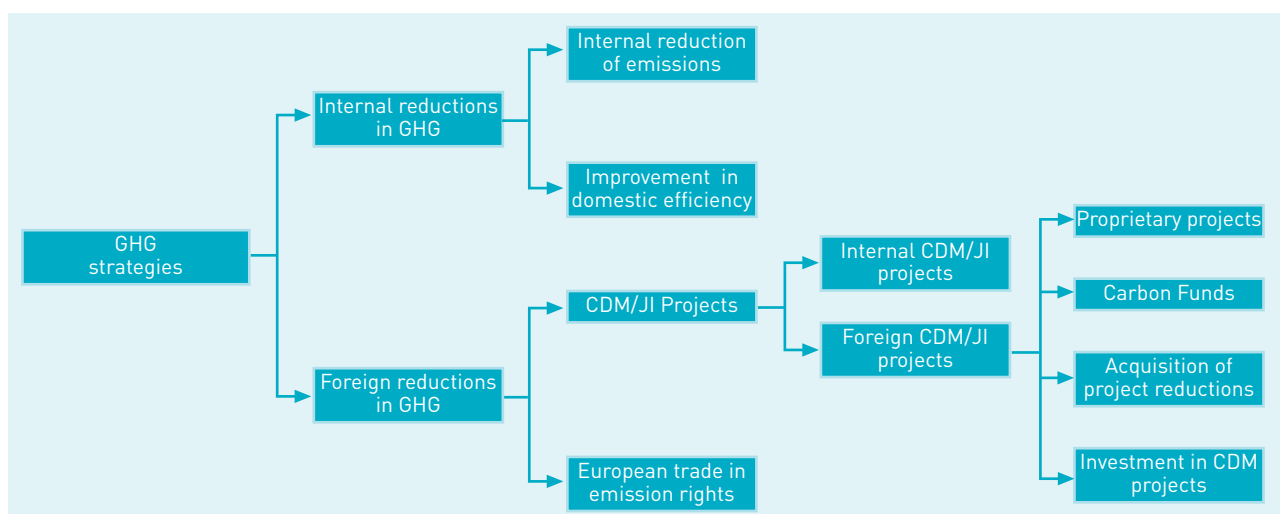 Internal reduction
of emissions
Internal reductions
in GHG
Improvement in
domestic efficiency
GHG
strategies
Proprietary projects
Internal CDM/JI
projects
CDM/JI Projects
Carbon Funds
Foreign CDM/JI
projects
Foreign reductions
in GHG
Acquisition of
project reductions
European trade in
emission rights
Investment in CDM
projects